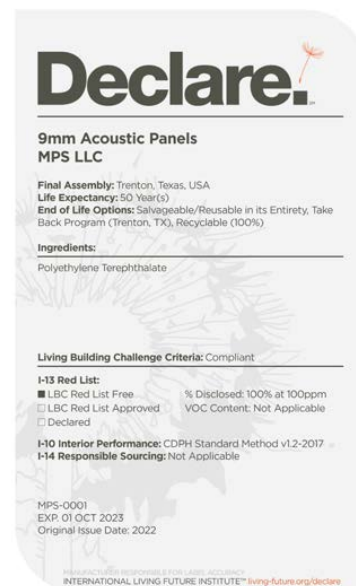 Declare.
9mm Acoustic Panels
MPS LLC
Final Assembly: Trenton, Texas, USA
Life Expectancy: 50 Year(s)
End of Life Options: Salvageable/Reusable in its Entirety, Take
Back Program (Trenton, TX), Recyclable (100%)
Ingredients:
Polyethylene Terephthalate
Living Building Challenge Criteria: Compliant
I-13 Red List:
■ LBC Red List Free % Disclosed: 100% at 100ppm
□ LBC Red List Approved VOC Content: Not Applicable
□ Declared
I-10 Interior Performance: CDPH Standard Method v1.2-2017
I-14 Responsible Sourcing: Not Applicable
MPS-0001
EXP. 01 OCT 2023
Original Issue Date: 2022
MANUFACTURER RESPONSIBLE FOR LABEL ACCURACY
INTERNATIONAL LIVING FUTURE INSTITUTE™ living-future.org/declare